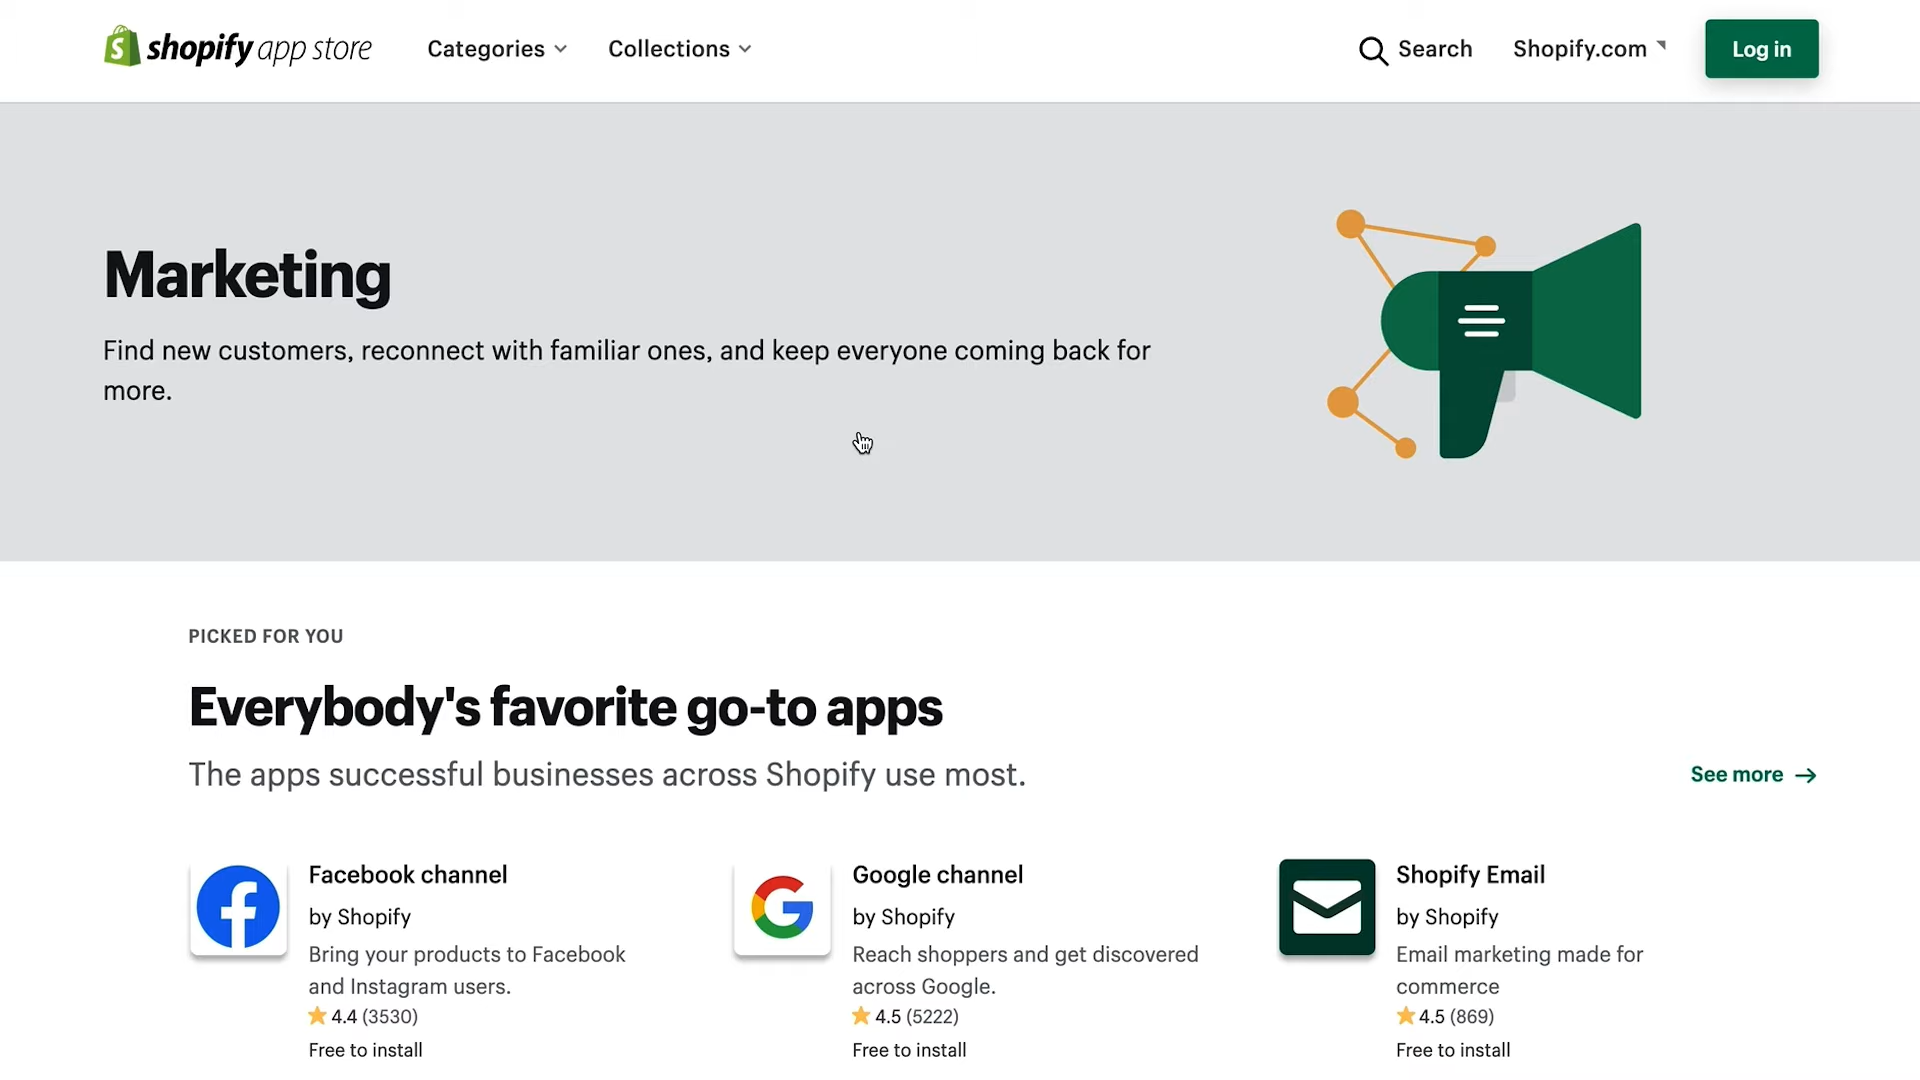 shopify app store
Categories
Collections
Search
Shopify.com
Log in
Marketing
Find new customers, reconnect with familiar ones, and keep everyone coming back for
more.
PICKED FOR YOU
Everybody's favorite go-to apps
The apps successful businesses across Shopify use most.
See more →
Facebook channel
by Shopify
Bring your products to Facebook
and Instagram users.
4.4 (3530)
Free to install
Google channel
by Shopify
Reach shoppers and get discovered
across Google.
4.5 (5222)
Free to install
Shopify Email
by Shopify
Email marketing made for
commerce
4.5 (869)
Free to install